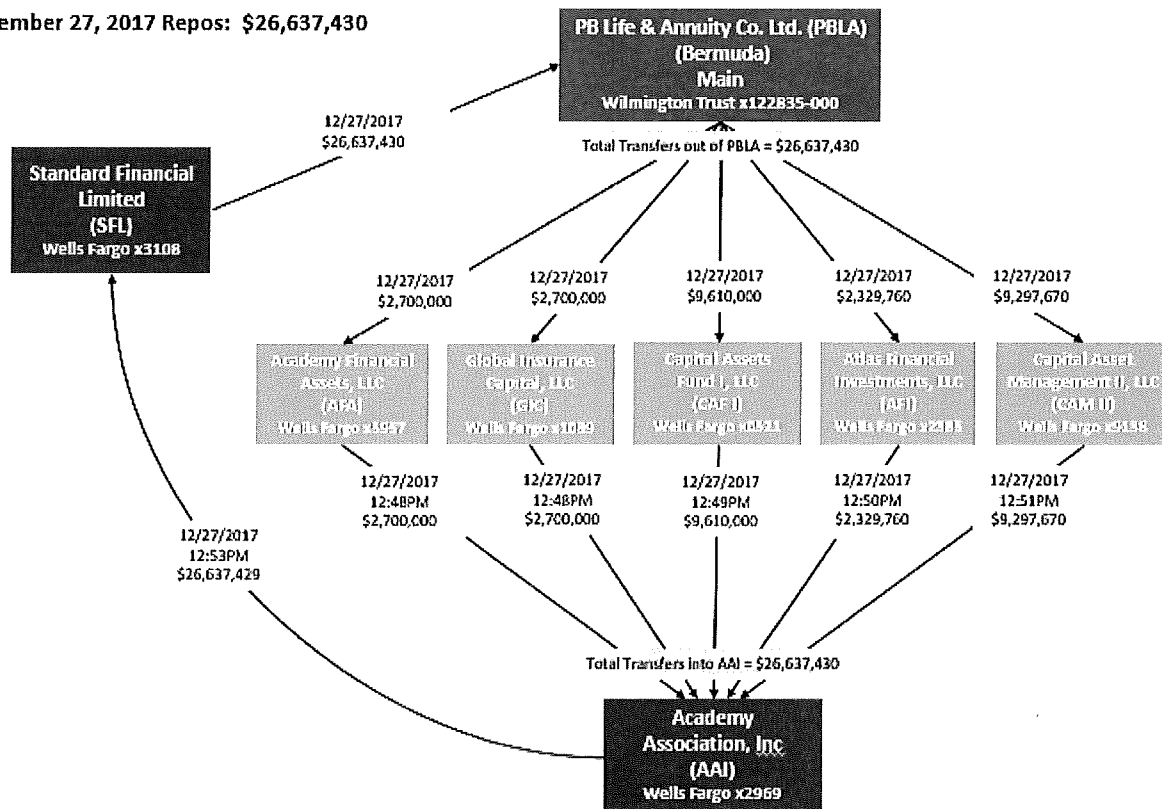 ember 27, 2017 Repos: $26,637,430
PB Life & Annuity Co. Ltd. (PBLA)
(Bermuda)
Main
Wilmington Trust x122835-000
12/27/2017
$26,637,430
Total Transfers out of PBLA = $26,637,430
Standard Financial
Limited
(SFL)
Wells Fargo x3108
12/27/2017
$2,700,000
12/27/2017
$2,700,000
12/27/2017
$9,610,000
12/27/2017
$2,329,760
12/27/2017
$9,297,670
Academy Financial
Assets, LLC
(AFA)
Wells Fargo
Global Insurance
Capital, LLC
(GIC)
Wells Fargo
Capital Assets
Fund I, LLC
(CAF I)
Wells Fargo
Atlas Financial
Investments, LLC
(AFI)
Wells Fargo
Capital Asset
Management II, LLC
(CAM II)
Wells Fargo
12/27/2017
12:48PM
$2,700,000
12/27/2017
12:48PM
$2,700,000
12/27/2017
12:49PM
$9,610,000
12/27/2017
12:50PM
$2,329,760
12/27/2017
12:51PM
$9,297,670
12/27/2017
12:53PM
$26,637,429
Total Transfers into AAI = $26,637,430
Academy
Association, Inc
(AAI)
Wells Fargo x2969